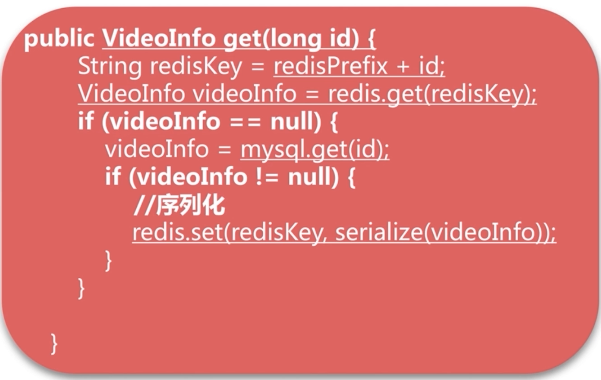 public VideoInfo get(long id) {
String redisKey = redisPrefix + id;
VideoInfo videoInfo = redis.get(redisKey);
if (videoInfo == null) {
videoInfo = mysql.get(id);
if (videoInfo != null) {
//序列化
redis.set(redisKey, serialize(videoInfo));
}
}
}